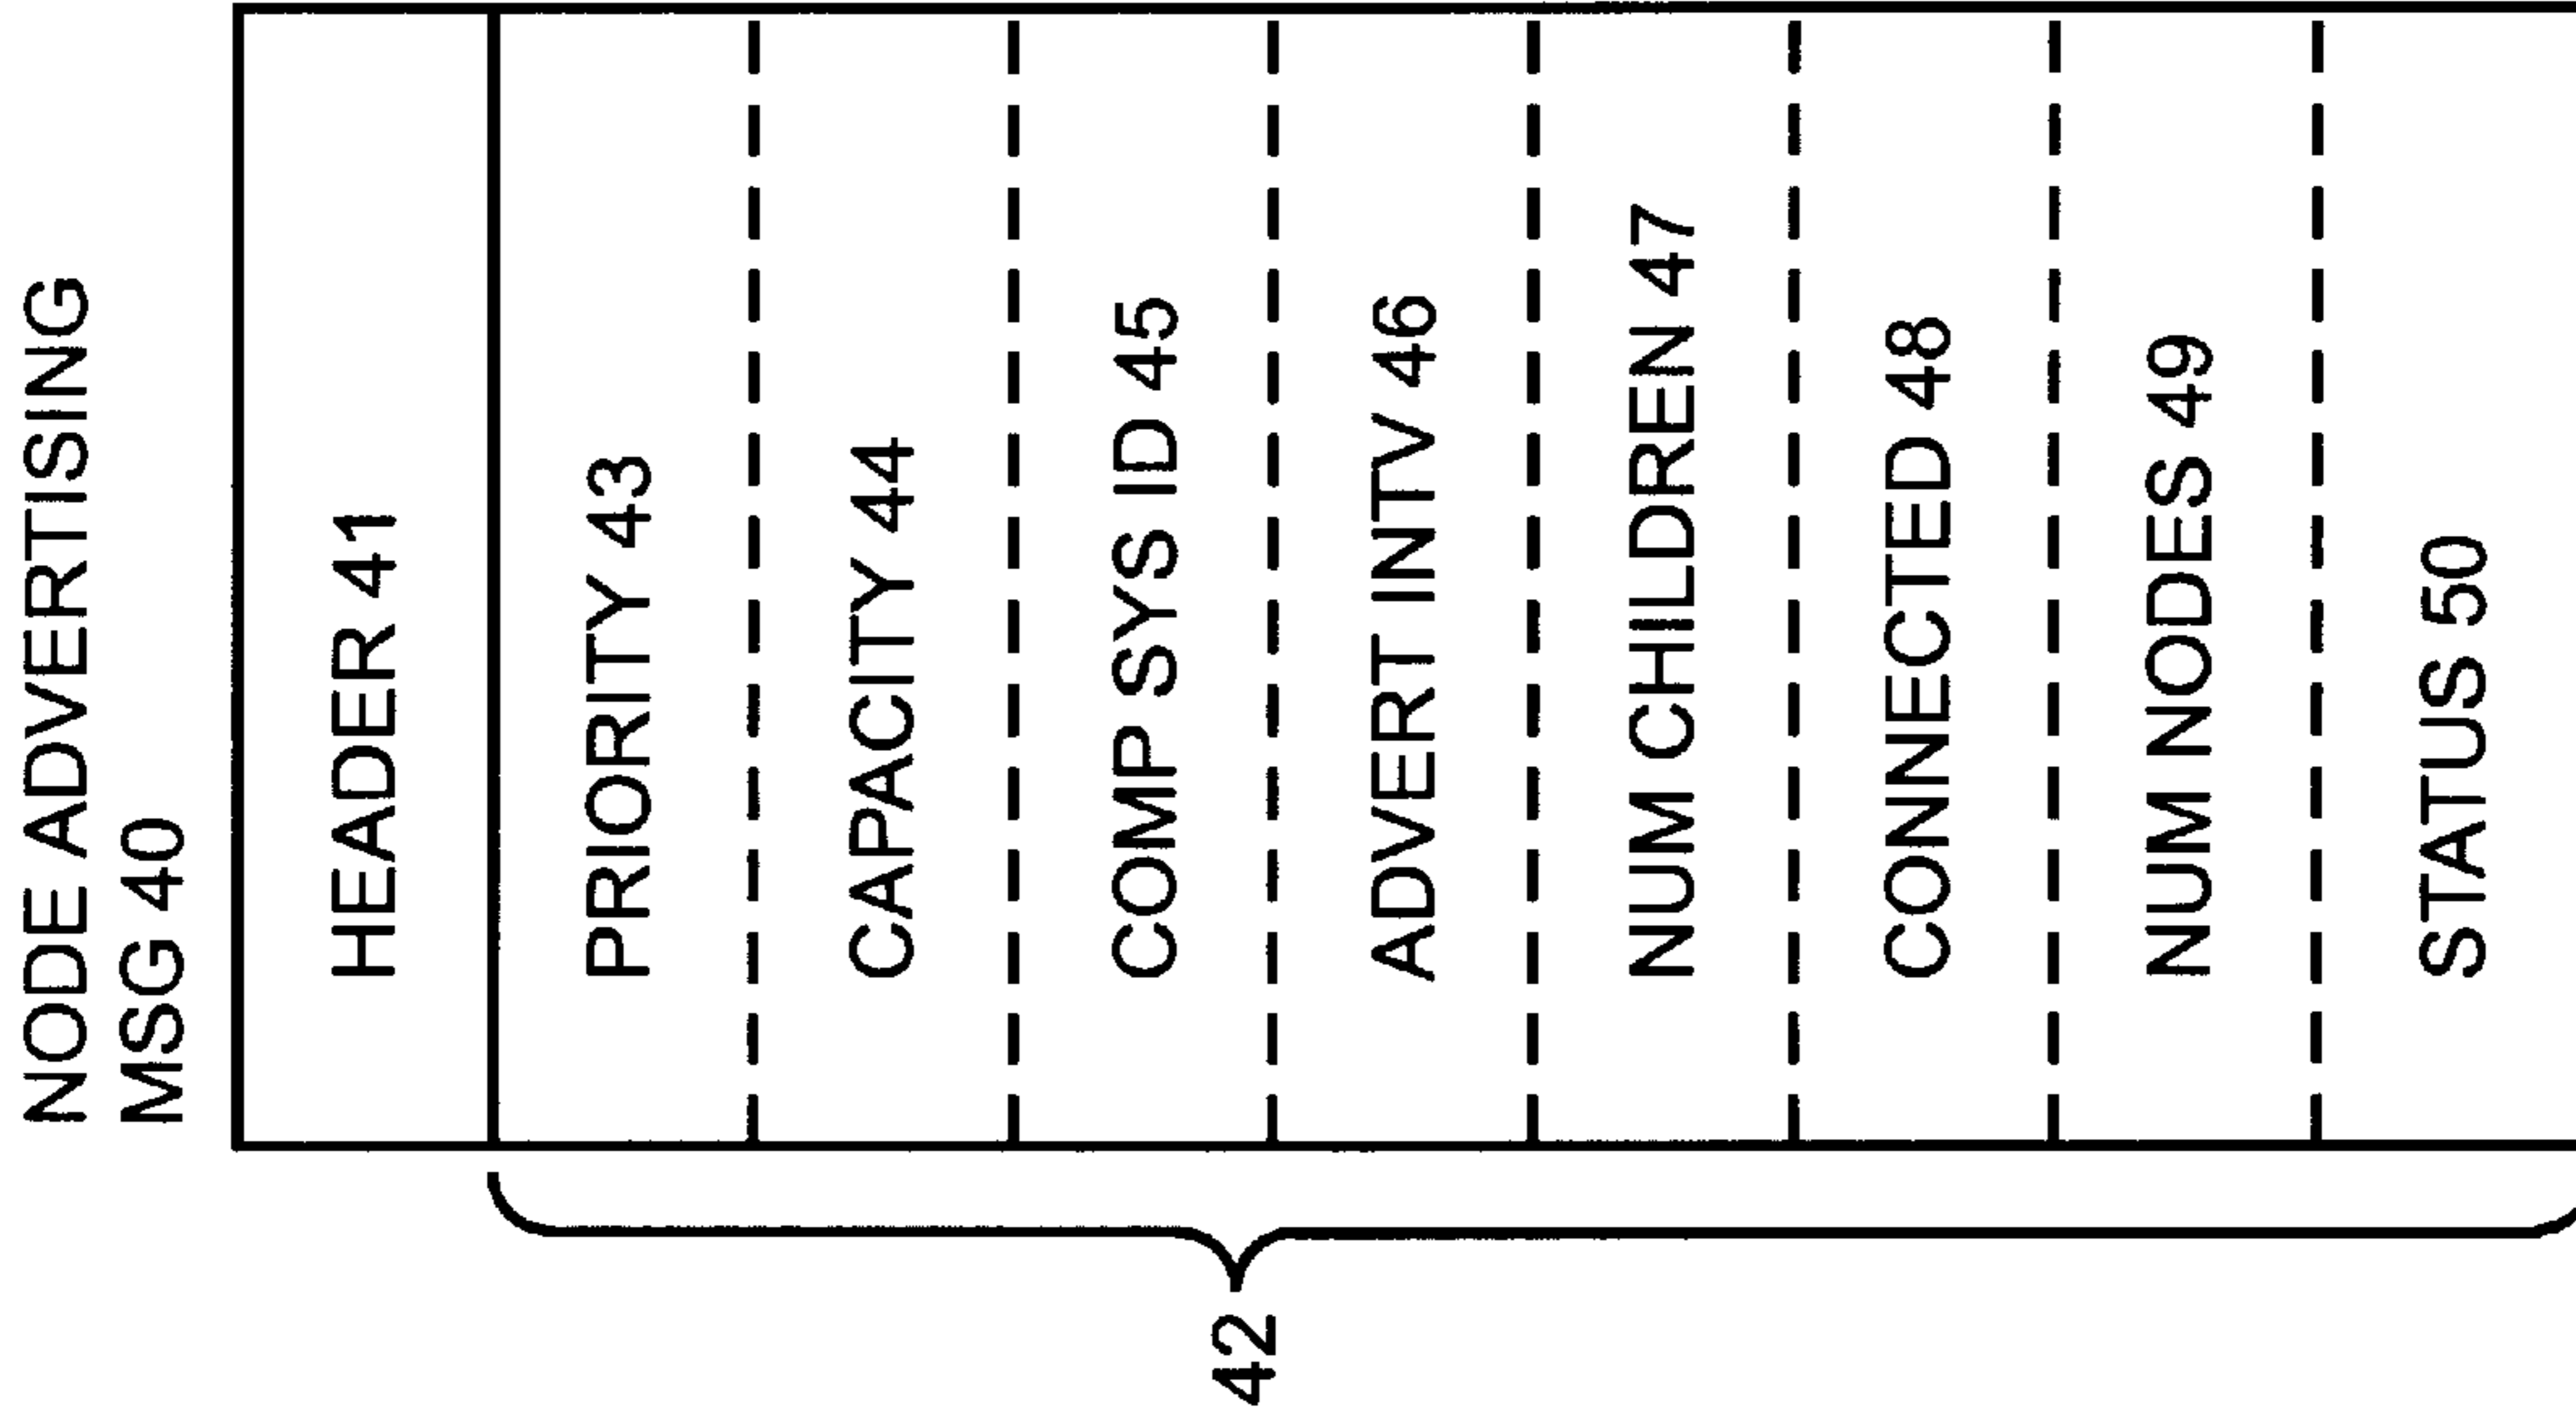 NODE ADVERTISING
MSG 40
HEADER 41
PRIORITY 43
CAPACITY 44
COMP SYS ID 45
ADVERT INTV 46
NUM CHILDREN 47
CONNECTED 48
NUM NODES 49
STATUS 50
42